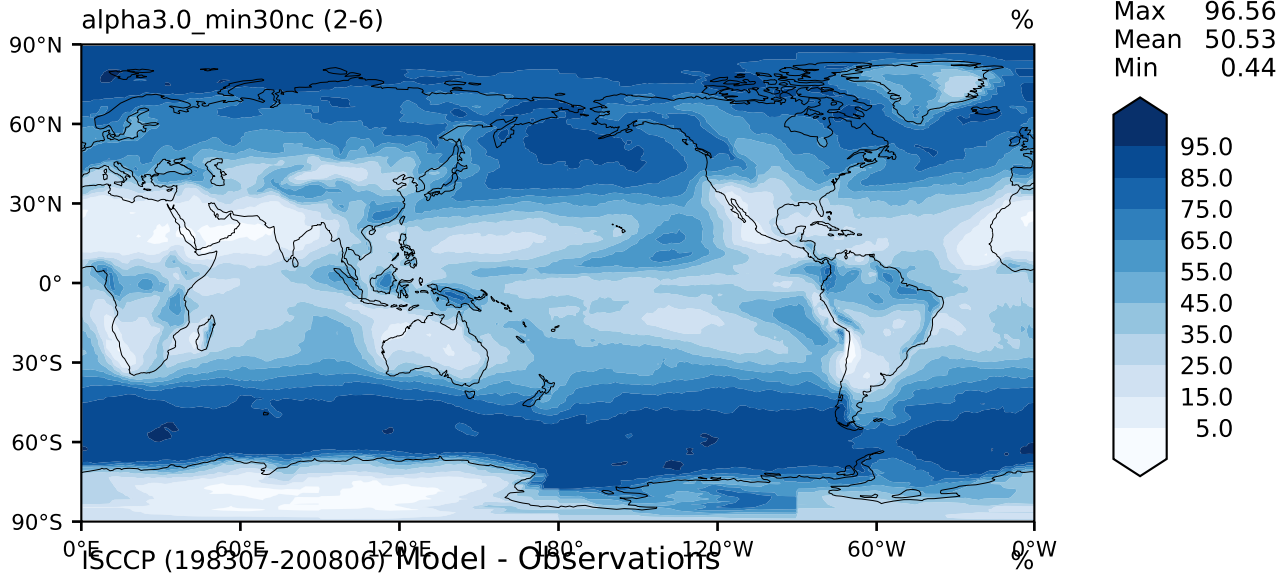 alpha3.0_min30nc (2-6) %
Max 96.56
Mean 50.53
Min 0.44
90°N
60°N
30°N
0°
30°S
60°S
90°S
95.0
85.0
75.0
65.0
55.0
45.0
35.0
25.0
15.0
5.0
0°E 60°E 120°E 180° 120°W 60°W 0°W
ISCCP (198307-200806) Model - Observations %